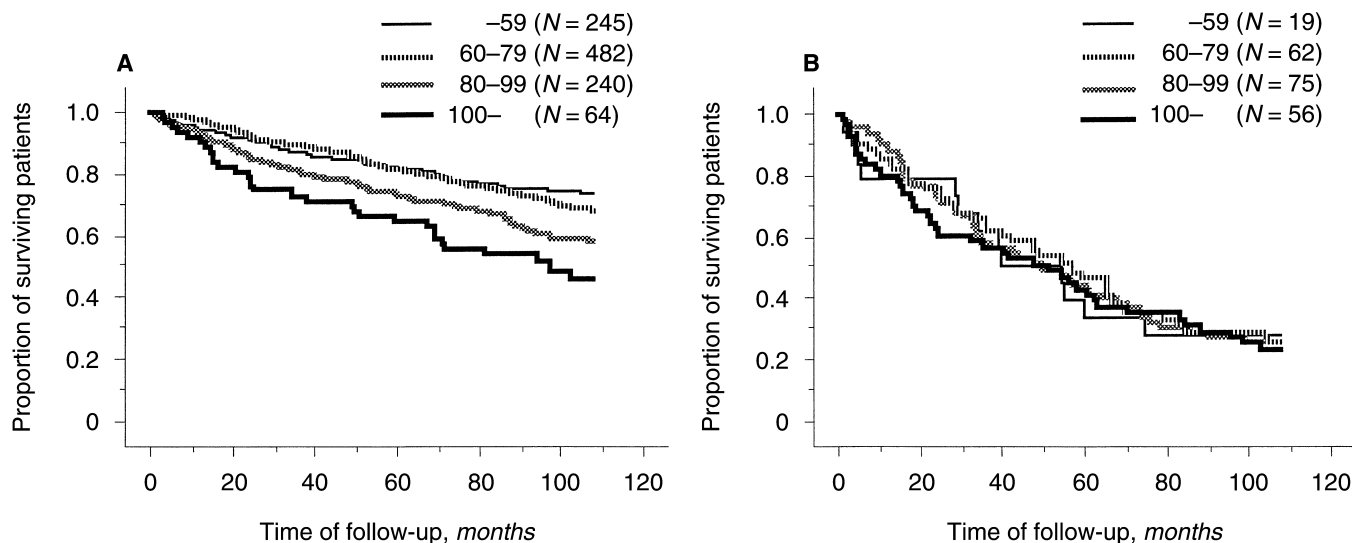 A
–59 (N = 245)
60–79 (N = 482)
80–99 (N = 240)
100– (N = 64)
Proportion of surviving patients
1.0
0.8
0.6
0.4
0.2
0
0 20 40 60 80 100 120
Time of follow-up, months
B
–59 (N = 19)
60–79 (N = 62)
80–99 (N = 75)
100– (N = 56)
Proportion of surviving patients
1.0
0.8
0.6
0.4
0.2
0
0 20 40 60 80 100 120
Time of follow-up, months